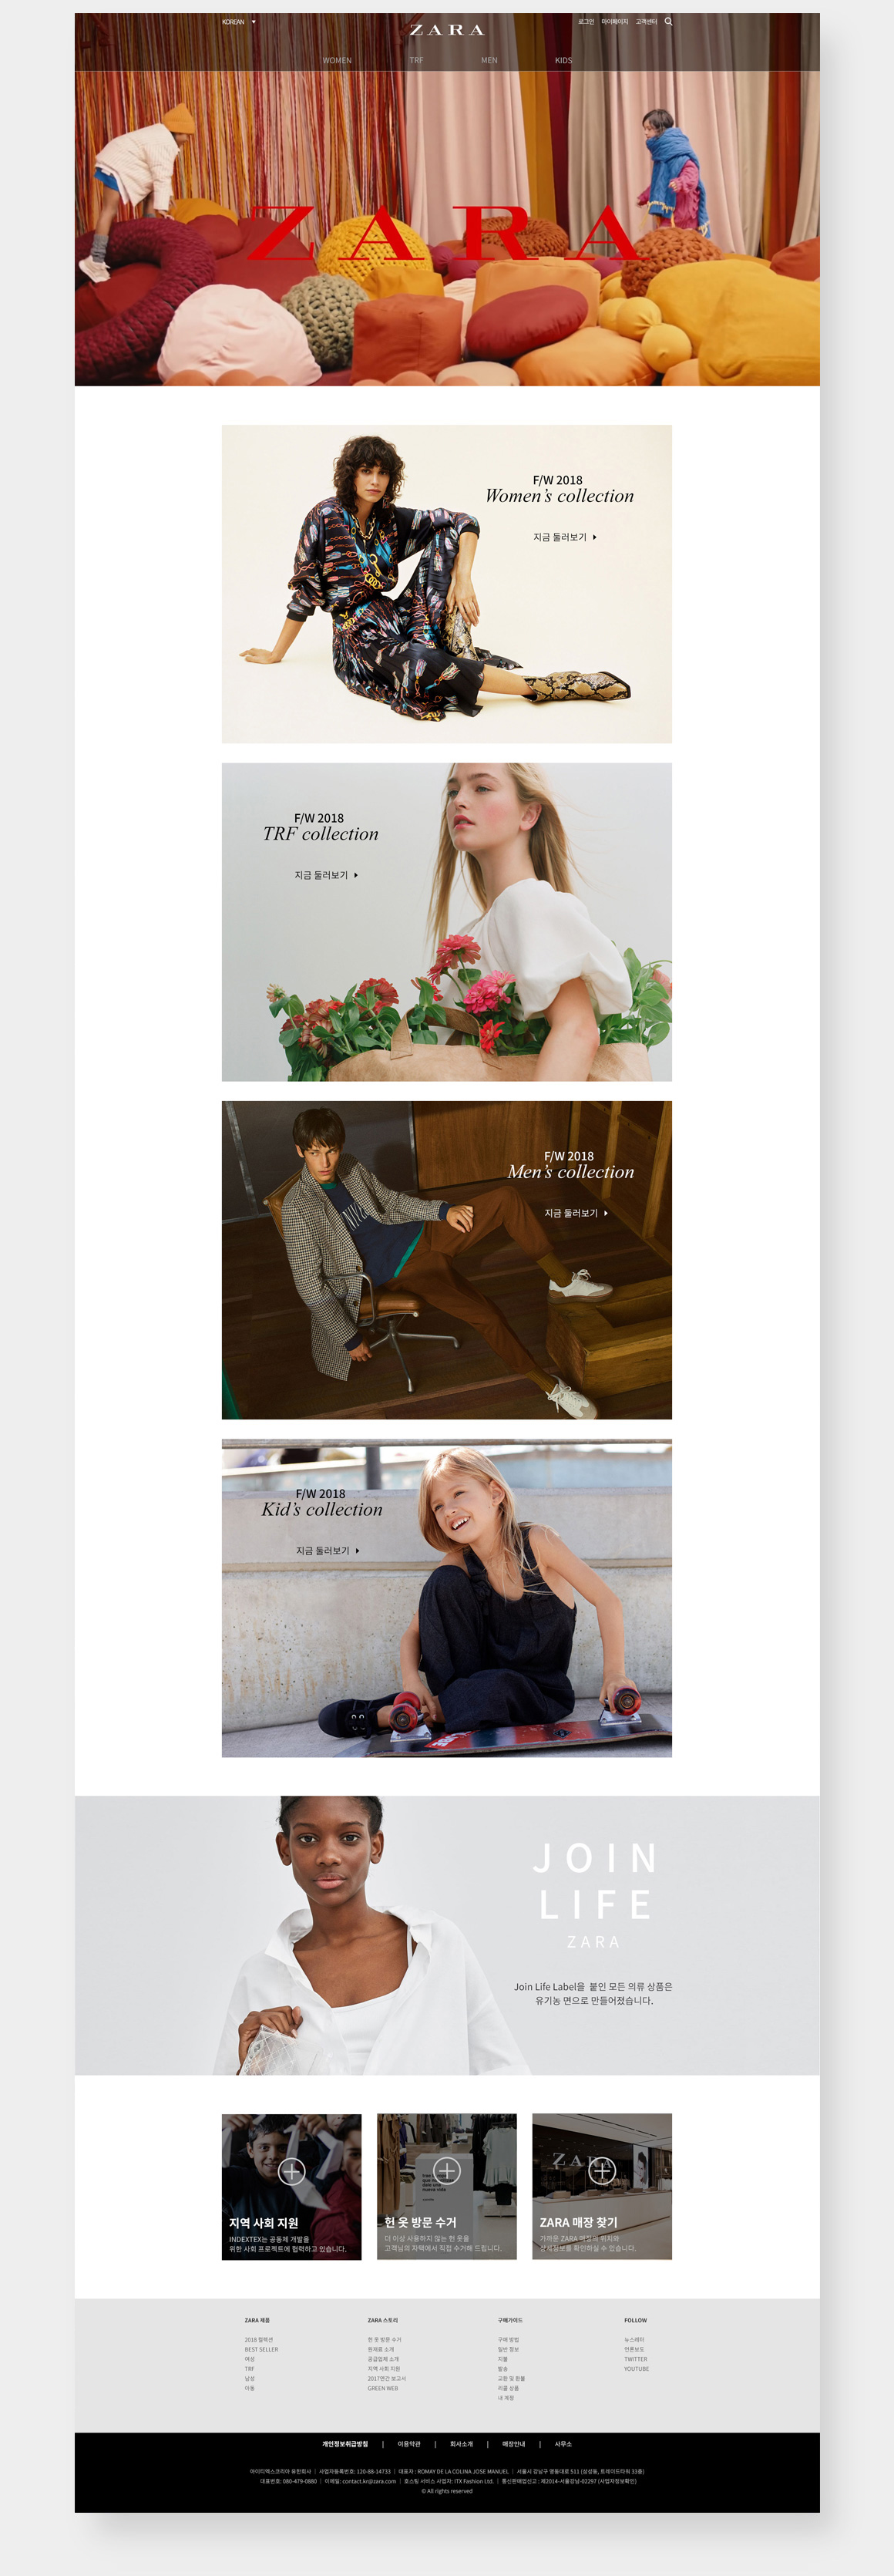 KOREAN
ZARA
로그인 마이페이지 고객센터
WOMEN TRF MEN KIDS
ZARA
F/W 2018
Women's collection
지금 둘러보기
F/W 2018
TRF collection
지금 둘러보기
F/W 2018
Men's collection
지금 둘러보기
F/W 2018
Kid's collection
지금 둘러보기
JOIN
LIFE
ZARA
Join Life Label을 붙인 모든 의류 상품은
유기농 면으로 만들어졌습니다.
지역 사회 지원
INDEXTEX는 공동체 개발을
위한 사회 프로젝트에 협력하고 있습니다.
헌 옷 방문 수거
더 이상 사용하지 않는 헌 옷을
고객님의 자택에서 직접 수거해 드립니다.
ZARA
ZARA 매장 찾기
가까운 ZARA 매장의 위치와
상세정보를 확인하실 수 있습니다.
ZARA 제품
2018 컬렉션
BEST SELLER
여성
TRF
남성
아동
ZARA 스토리
헌 옷 방문 수거
원재료 소개
공급업체 소개
지역 사회 지원
2017연간 보고서
GREEN WEB
구매가이드
구매 방법
일반 정보
지불
발송
교환 및 환불
리콜 상품
내 계정
FOLLOW
뉴스레터
언론보도
TWITTER
YOUTUBE
개인정보취급방침 | 이용약관 | 회사소개 | 매장안내 | 사무소
아이티엑스코리아 유한회사 | 사업자등록번호: 120-88-14733 | 대표자 : ROMAY DE LA COLINA JOSE MANUEL | 서울시 강남구 영동대로 511 (삼성동, 트레이드타워 33층)
대표번호: 080-479-0880 | 이메일: contact.kr@zara.com | 호스팅 서비스 사업자: ITX Fashion Ltd. | 통신판매업신고 : 제2014-서울강남-02297 (사업자정보확인)
© All rights reserved